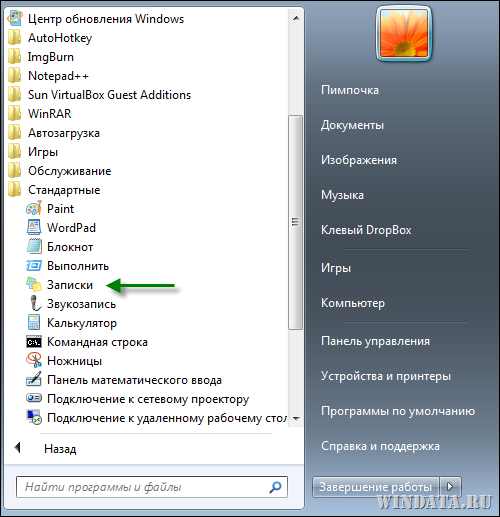 Центр обновления Windows
AutoHotkey
ImgBurn
Notepad++
Sun VirtualBox Guest Additions
WinRAR
Автозагрузка
Игры
Обслуживание
Стандартные
Paint
WordPad
Блокнот
Выполнить
Записки
Звукозапись
Калькулятор
Командная строка
Ножницы
Панель математического ввода
Подключение к сетевому проектору
Подключение к удаленному рабочему стол
Назад
Найти программы и файлы
Пимпочка
Документы
Изображения
Музыка
Клевый DropBox
Игры
Компьютер
Панель управления
Устройства и принтеры
Программы по умолчанию
Справка и поддержка
Завершение работы
WINDATA.RU